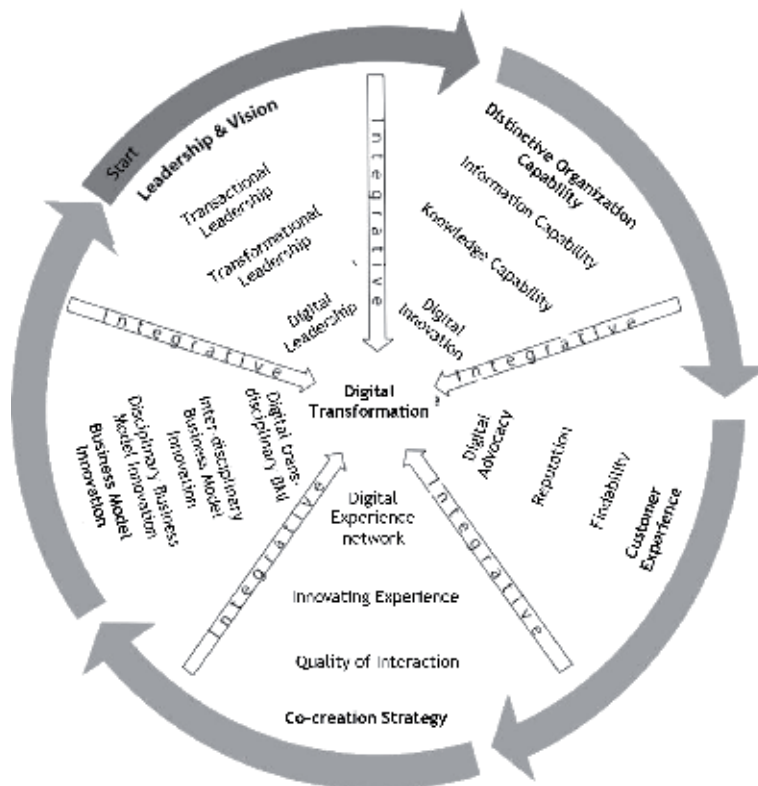 Start
Leadership & Vision
Transactional
Leadership
Transformational
Leadership
Digital
Leadership
Integrative
Distinctive Organization
Capability
Information Capability
Knowledge Capability
Digital
Innovation
Integrative
Customer
Experience
Findability
Reputation
Digital
Advocacy
Integrative
Co-creation Strategy
Quality of Interaction
Innovating Experience
Digital
Experience
network
Integrative
Business Model
Innovation
Disciplinary Business
Model Innovation
Inter-disciplinary
Business Model
Innovation
Digital trans-
disciplinary BMI
Integrative
Digital
Transformation